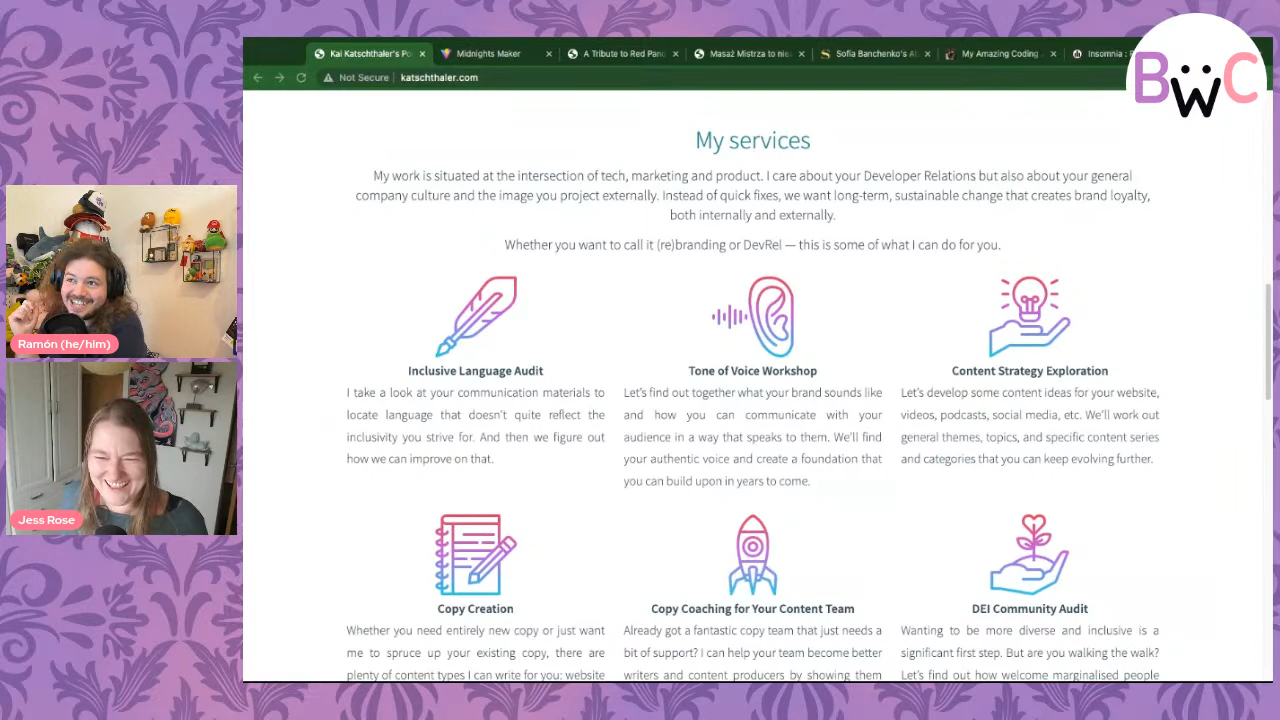 Kai Katschthaler's Po
Midnights Maker
A Tribute to Red Pan
Masaż Mistrza to nie
Sofia Banchenko's A
My Amazing Coding
Insomnia :
Not Secure
katschthaler.com
BWC
My services
My work is situated at the intersection of tech, marketing and product. I care about your Developer Relations but also about your general
company culture and the image you project externally. Instead of quick fixes, we want long-term, sustainable change that creates brand loyalty,
both internally and externally.
Whether you want to call it (re)branding or DevRel — this is some of what I can do for you.
Inclusive Language Audit
I take a look at your communication materials to
locate language that doesn't quite reflect the
inclusivity you strive for. And then we figure out
how we can improve on that.
Tone of Voice Workshop
Let's find out together what your brand sounds like
and how you can communicate with your
audience in a way that speaks to them. We'll find
your authentic voice and create a foundation that
you can build upon in years to come.
Content Strategy Exploration
Let's develop some content ideas for your website,
videos, podcasts, social media, etc. We'll work out
general themes, topics, and specific content series
and categories that you can keep evolving further.
Copy Creation
Whether you need entirely new copy or just want
me to spruce up your existing copy, there are
plenty of content types I can write for you: website
Copy Coaching for Your Content Team
Already got a fantastic copy team that just needs a
bit of support? I can help your team become better
writers and content producers by showing them
DEI Community Audit
Wanting to be more diverse and inclusive is a
significant first step. But are you walking the walk?
Let's find out how welcome marginalised people
Ramón (he/him)
Jess Rose